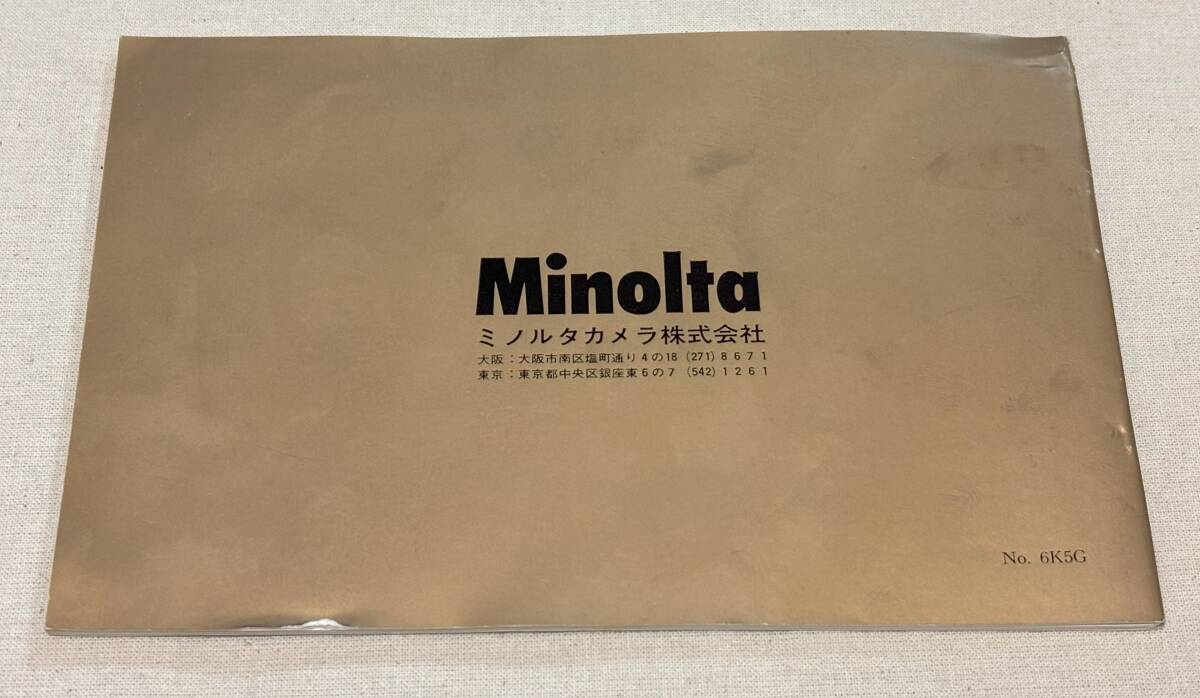 Minolta
ミノルタカメラ株式会社
大阪：大阪市南区塩町通り4の18 (271) 8671
東京：東京都中央区銀座東6の7 (542) 1261
No. 6K5G